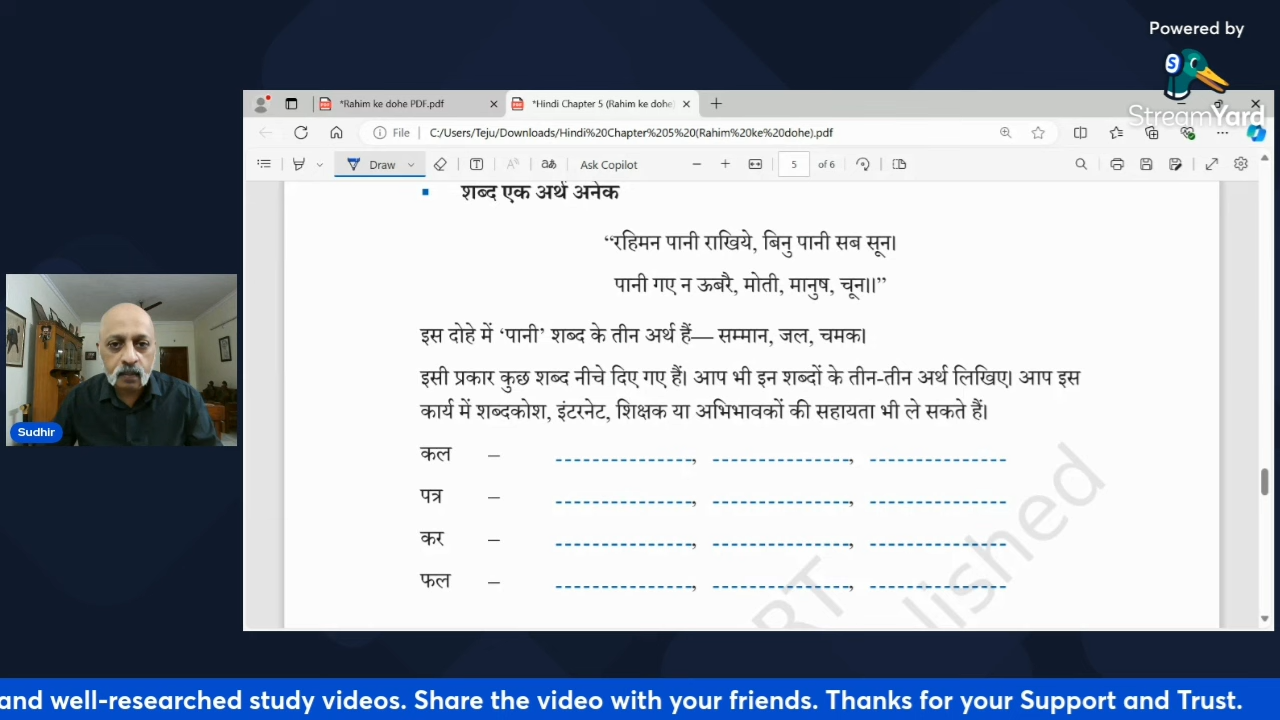 Powered by
StreamYard
*Rahim ke dohe PDF.pdf
*Hindi Chapter 5 (Rahim ke dohe)
File
C:/Users/Teju/Downloads/Hindi%20Chapter%205%20(Rahim%20ke%20dohe).pdf
Draw
Ask Copilot
5 of 6
शब्द एक अर्थ अनेक
“रहिमन पानी राखिये, बिनु पानी सब सून।
पानी गए न ऊबरै, मोती, मानुष, चून।।”
इस दोहे में ‘पानी’ शब्द के तीन अर्थ हैं— सम्मान, जल, चमक।
इसी प्रकार कुछ शब्द नीचे दिए गए हैं। आप भी इन शब्दों के तीन-तीन अर्थ लिखिए। आप इस
कार्य में शब्दकोश, इंटरनेट, शिक्षक या अभिभावकों की सहायता भी ले सकते हैं।
कल – --------------, --------------, --------------
पत्र – --------------, --------------, --------------
कर – --------------, --------------, --------------
फल – --------------, --------------, --------------
Sudhir
and well-researched study videos. Share the video with your friends. Thanks for your Support and Trust.